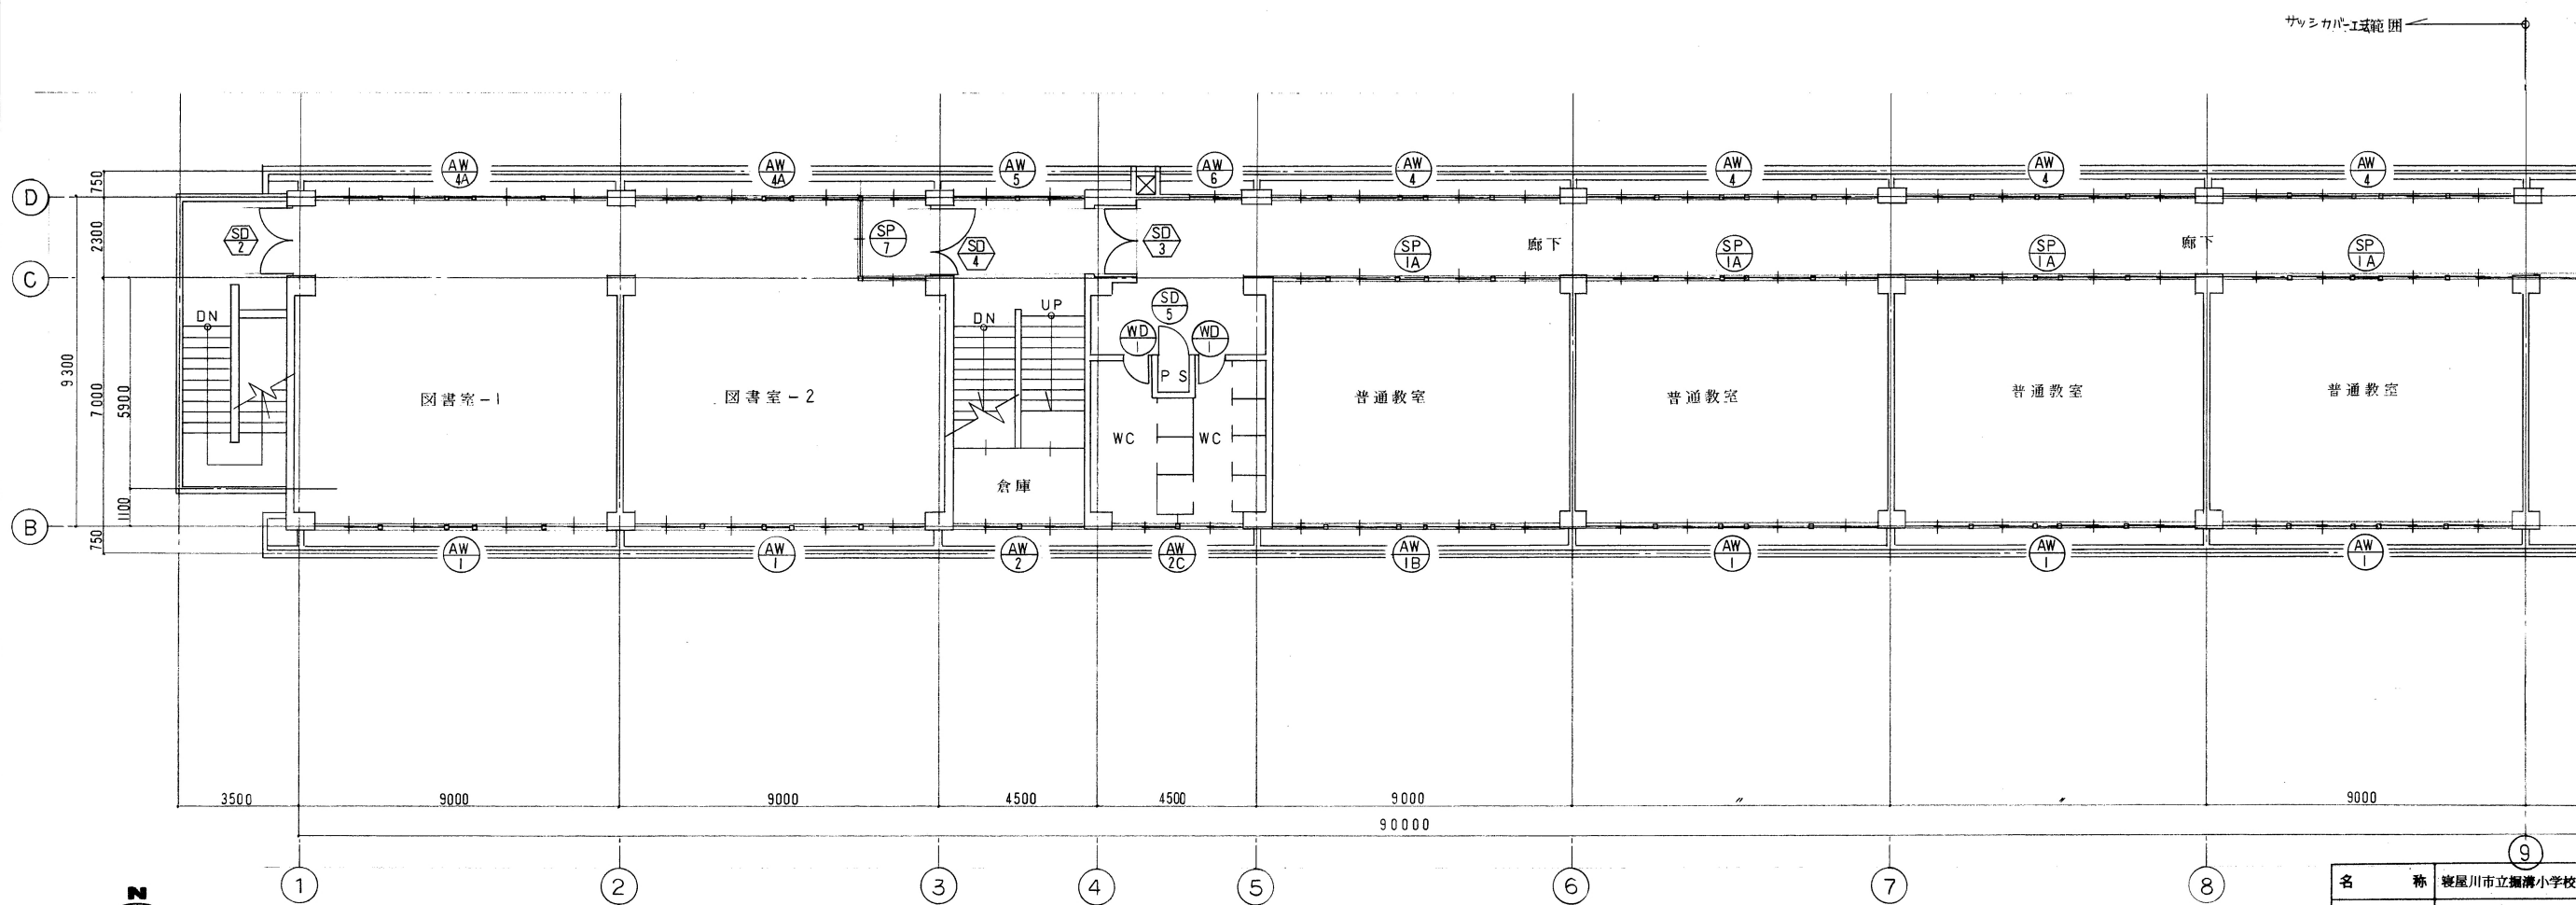 サッシカバー工法範囲
AW 4A
AW 4A
AW 5
AW 6
AW 4
AW 4
AW 4
AW 4
D
750
2300
SD 2
SP 7
SD 4
SD 3
廊下
廊下
SP 1A
SP 1A
SP 1A
SP 1A
C
DN
DN
UP
SD 5
WD 1
WD 1
PS
9300
7000
5900
図書室-1
図書室-2
普通教室
普通教室
普通教室
普通教室
WC
WC
倉庫
1100
B
750
AW 1
AW 1
AW 2
AW 2C
AW 1B
AW 1
AW 1
AW 1
3500
9000
9000
4500
4500
9000
〃
〃
9000
90000
1
2
3
4
5
6
7
8
9
N
名 称 寝屋川市立堀溝小学校